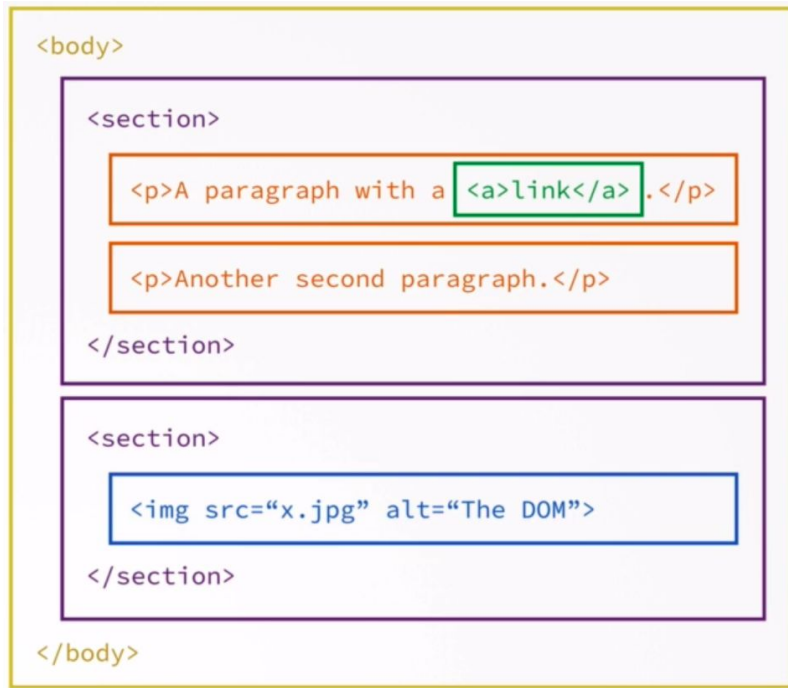 <body>
<section>
<p>A paragraph with a <a>link</a>.</p>
<p>Another second paragraph.</p>
</section>
<section>
<img src=“x.jpg” alt=“The DOM”>
</section>
</body>